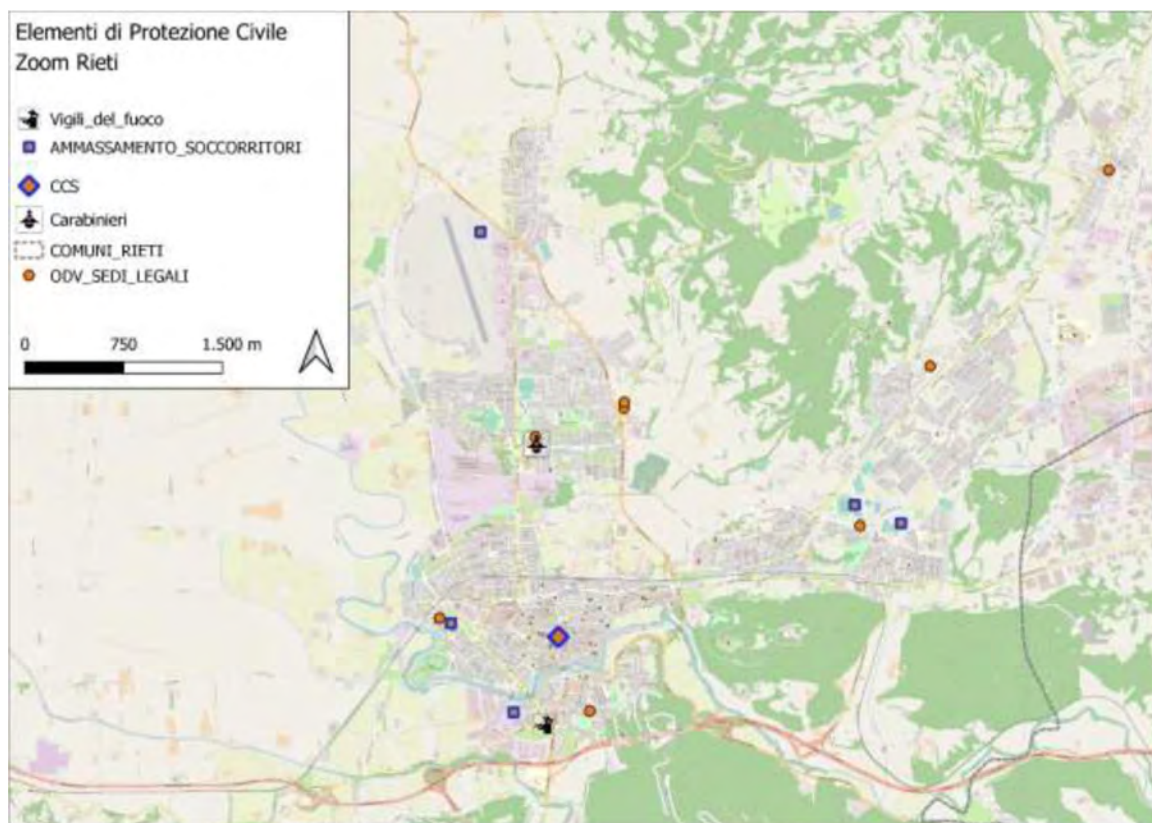 Elementi di Protezione Civile
Zoom Rieti
Vigili_del_fuoco
AMMASSAMENTO_SOCCORRITORI
CCS
Carabinieri
COMUNI_RIETI
ODV_SEDI_LEGALI
0 750 1.500 m